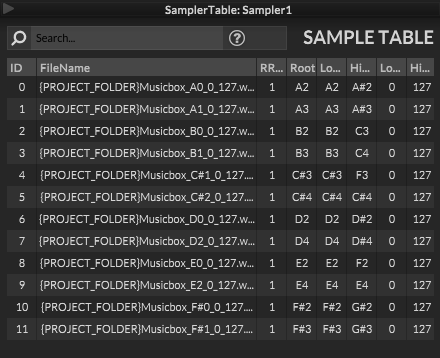 SamplerTable: Sampler1
Search... ? SAMPLE TABLE
ID FileName RR... Root Lo... Hi... Lo... Hi...
0 {PROJECT_FOLDER}Musicbox_A0_0_127.w... 1 A2 A2 A#2 0 127
1 {PROJECT_FOLDER}Musicbox_A1_0_127.w... 1 A3 A3 A#3 0 127
2 {PROJECT_FOLDER}Musicbox_B0_0_127.w... 1 B2 B2 C3 0 127
3 {PROJECT_FOLDER}Musicbox_B1_0_127.w... 1 B3 B3 C4 0 127
4 {PROJECT_FOLDER}Musicbox_C#1_0_127.... 1 C#3 C#3 F3 0 127
5 {PROJECT_FOLDER}Musicbox_C#2_0_127.... 1 C#4 C#4 C#4 0 127
6 {PROJECT_FOLDER}Musicbox_D0_0_127.w... 1 D2 D2 D#2 0 127
7 {PROJECT_FOLDER}Musicbox_D2_0_127.w... 1 D4 D4 D#4 0 127
8 {PROJECT_FOLDER}Musicbox_E0_0_127.w... 1 E2 E2 F2 0 127
9 {PROJECT_FOLDER}Musicbox_E2_0_127.w... 1 E4 E4 E4 0 127
10 {PROJECT_FOLDER}Musicbox_F#0_0_127.... 1 F#2 F#2 G#2 0 127
11 {PROJECT_FOLDER}Musicbox_F#1_0_127.... 1 F#3 F#3 G#3 0 127